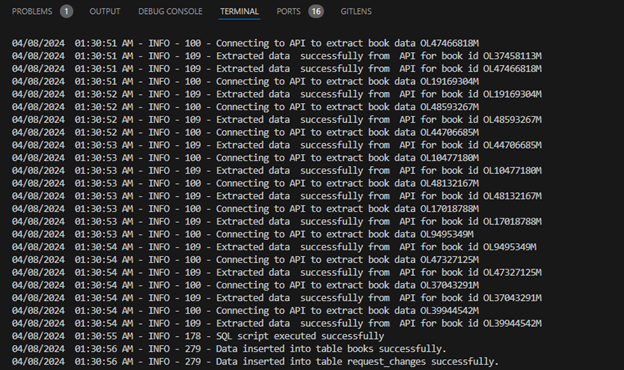 PROBLEMS 1 OUTPUT DEBUG CONSOLE TERMINAL PORTS 16 GITLENS
04/08/2024 01:30:51 AM - INFO - 100 - Connecting to API to extract book data OL47466818M
04/08/2024 01:30:51 AM - INFO - 109 - Extracted data  successfully from  API for book id OL37458113M
04/08/2024 01:30:51 AM - INFO - 109 - Extracted data  successfully from  API for book id OL47466818M
04/08/2024 01:30:51 AM - INFO - 100 - Connecting to API to extract book data OL19169304M
04/08/2024 01:30:52 AM - INFO - 109 - Extracted data  successfully from  API for book id OL19169304M
04/08/2024 01:30:52 AM - INFO - 100 - Connecting to API to extract book data OL48593267M
04/08/2024 01:30:52 AM - INFO - 109 - Extracted data  successfully from  API for book id OL48593267M
04/08/2024 01:30:52 AM - INFO - 100 - Connecting to API to extract book data OL44706685M
04/08/2024 01:30:53 AM - INFO - 109 - Extracted data  successfully from  API for book id OL44706685M
04/08/2024 01:30:53 AM - INFO - 100 - Connecting to API to extract book data OL10477180M
04/08/2024 01:30:53 AM - INFO - 109 - Extracted data  successfully from  API for book id OL10477180M
04/08/2024 01:30:53 AM - INFO - 100 - Connecting to API to extract book data OL48132167M
04/08/2024 01:30:53 AM - INFO - 109 - Extracted data  successfully from  API for book id OL48132167M
04/08/2024 01:30:53 AM - INFO - 100 - Connecting to API to extract book data OL17018788M
04/08/2024 01:30:53 AM - INFO - 109 - Extracted data  successfully from  API for book id OL17018788M
04/08/2024 01:30:53 AM - INFO - 100 - Connecting to API to extract book data OL9495349M
04/08/2024 01:30:54 AM - INFO - 109 - Extracted data  successfully from  API for book id OL9495349M
04/08/2024 01:30:54 AM - INFO - 100 - Connecting to API to extract book data OL47327125M
04/08/2024 01:30:54 AM - INFO - 109 - Extracted data  successfully from  API for book id OL47327125M
04/08/2024 01:30:54 AM - INFO - 100 - Connecting to API to extract book data OL37043291M
04/08/2024 01:30:54 AM - INFO - 109 - Extracted data  successfully from  API for book id OL37043291M
04/08/2024 01:30:54 AM - INFO - 100 - Connecting to API to extract book data OL39944542M
04/08/2024 01:30:54 AM - INFO - 109 - Extracted data  successfully from  API for book id OL39944542M
04/08/2024 01:30:55 AM - INFO - 178 - SQL script executed successfully
04/08/2024 01:30:56 AM - INFO - 279 - Data inserted into table books successfully.
04/08/2024 01:30:56 AM - INFO - 279 - Data inserted into table request_changes successfully.